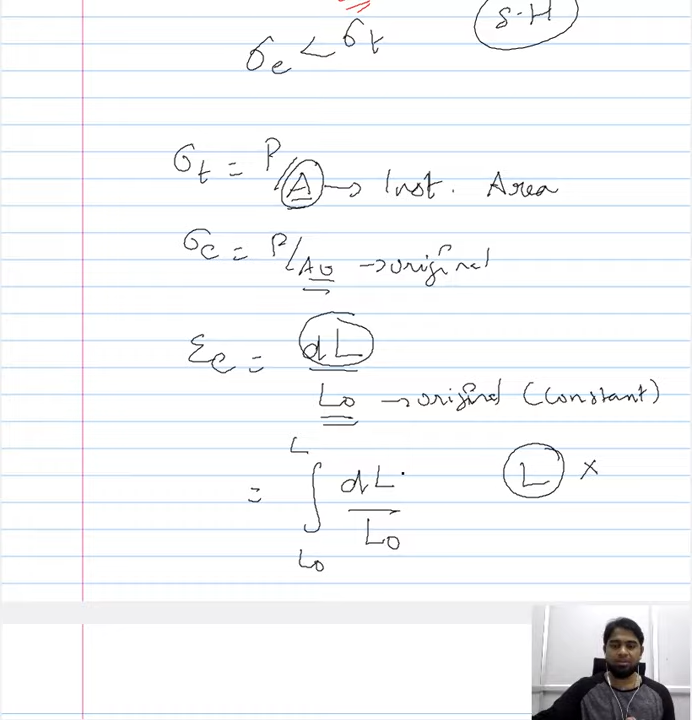 S-H
σe < σt
σt = P/A → Inst. Area
σe = P/A0 → original
εe = dL
L0 → original (constant)
L
= ∫ dL L ×
L0
L0